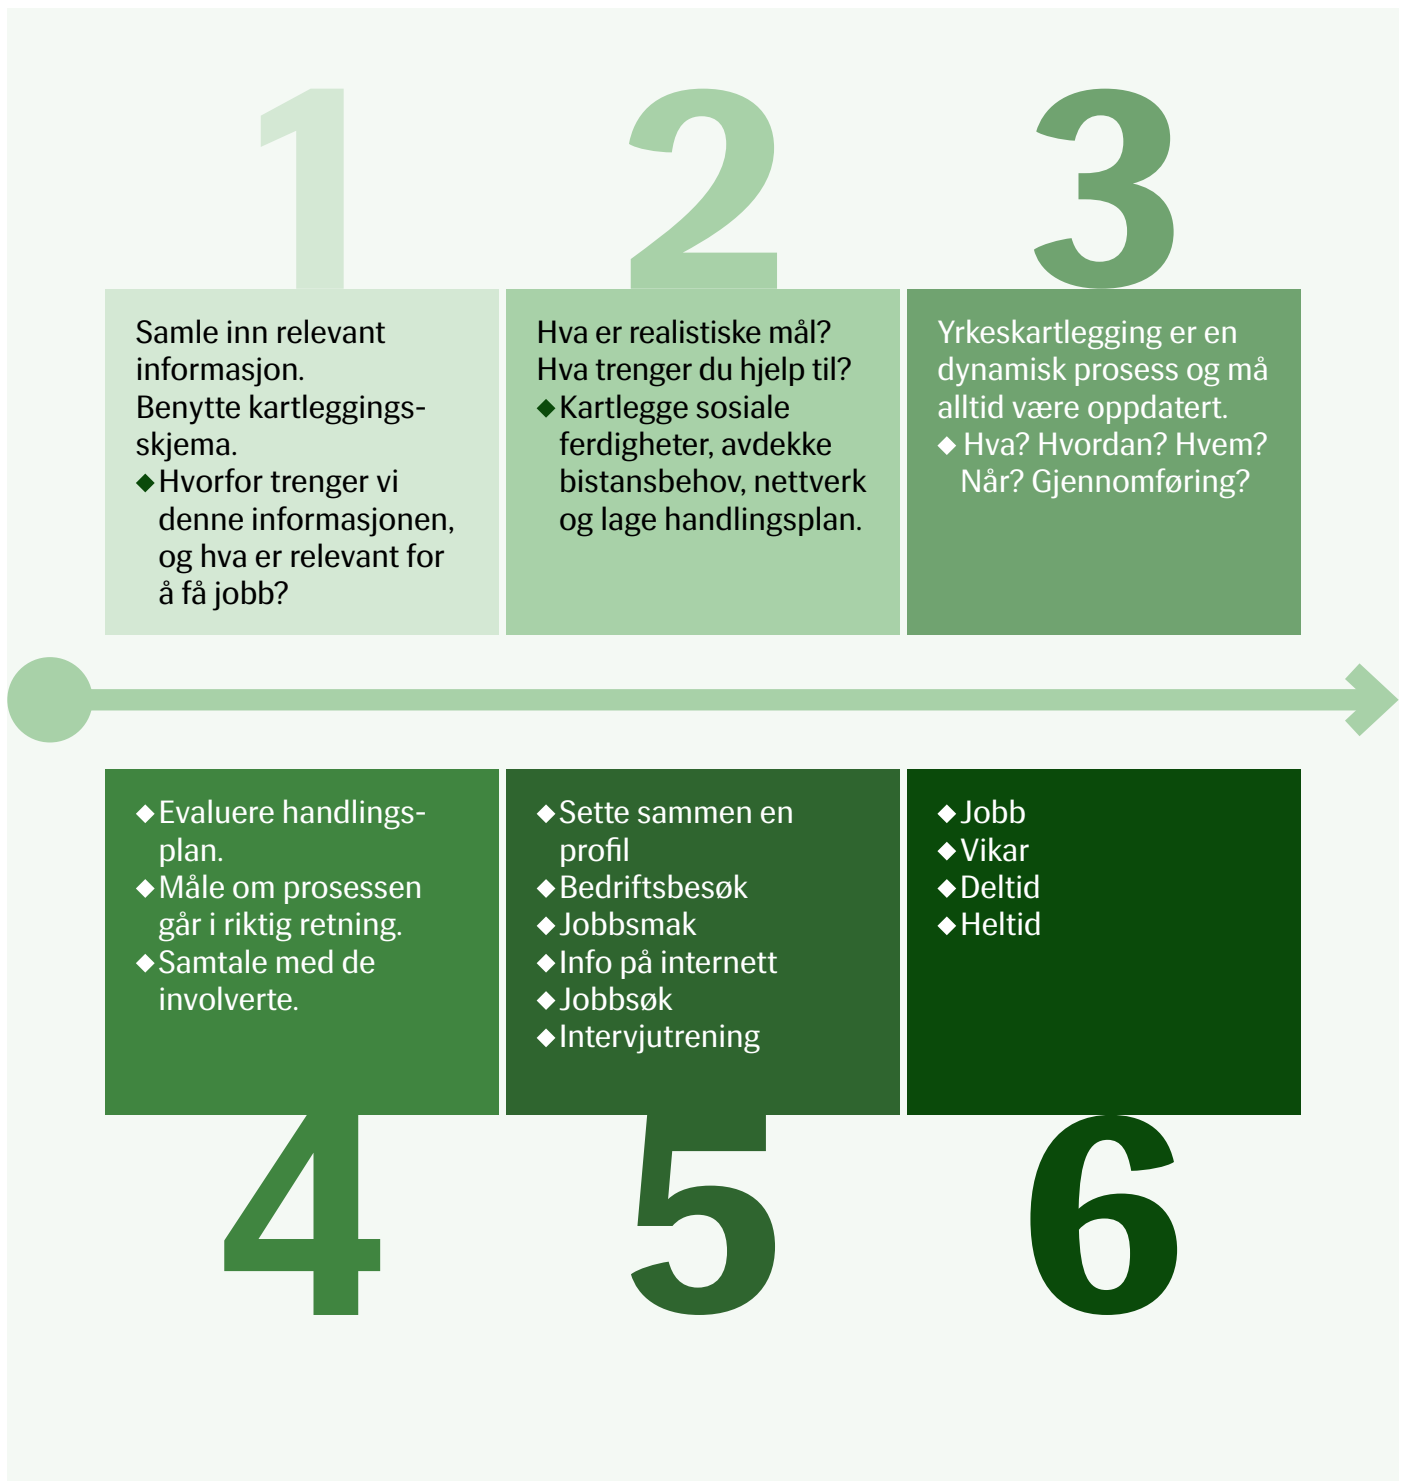 1
Samle inn relevant
informasjon.
Benytte kartleggings-
skjema.
◆ Hvorfor trenger vi
denne informasjonen,
og hva er relevant for
å få jobb?
2
Hva er realistiske mål?
Hva trenger du hjelp til?
◆ Kartlegge sosiale
ferdigheter, avdekke
bistansbehov, nettverk
og lage handlingsplan.
3
Yrkeskartlegging er en
dynamisk prosess og må
alltid være oppdatert.
◆ Hva? Hvordan? Hvem?
Når? Gjennomføring?
◆ Evaluere handlings-
plan.
◆ Måle om prosessen
går i riktig retning.
◆ Samtale med de
involverte.
4
◆ Sette sammen en
profil
◆ Bedriftsbesøk
◆ Jobbsmak
◆ Info på internett
◆ Jobbsøk
◆ Intervjutrening
5
◆ Jobb
◆ Vikar
◆ Deltid
◆ Heltid
6